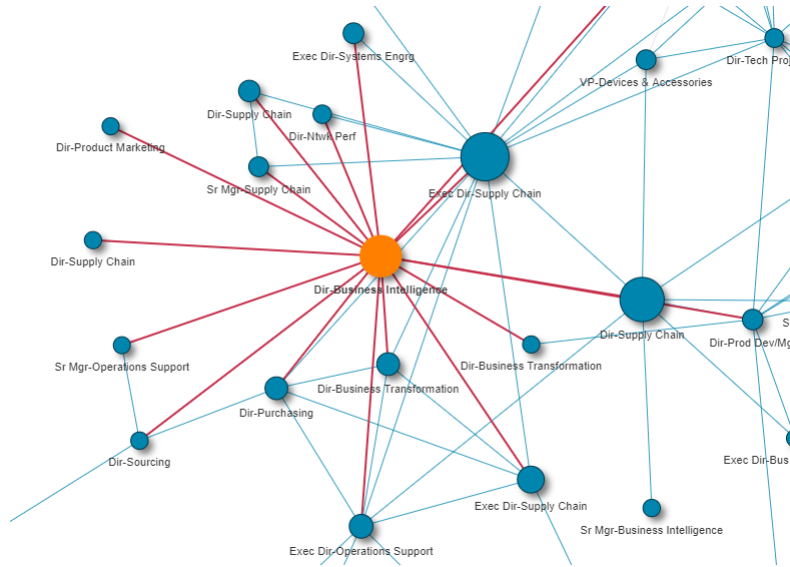 Exec Dir-Systems Engrg
Dir-Tech Proj
VP-Devices & Accessories
Dir-Supply Chain
Dir-Ntwk Perf
Dir-Product Marketing
Sr Mgr-Supply Chain
Exec Dir-Supply Chain
Dir-Supply Chain
Dir-Business Intelligence
S
Dir-Supply Chain
Dir-Prod Dev/Mg
Sr Mgr-Operations Support
Dir-Business Transformation
Dir-Business Transformation
Dir-Purchasing
Dir-Sourcing
Exec Dir-Bus
Exec Dir-Supply Chain
Sr Mgr-Business Intelligence
Exec Dir-Operations Support